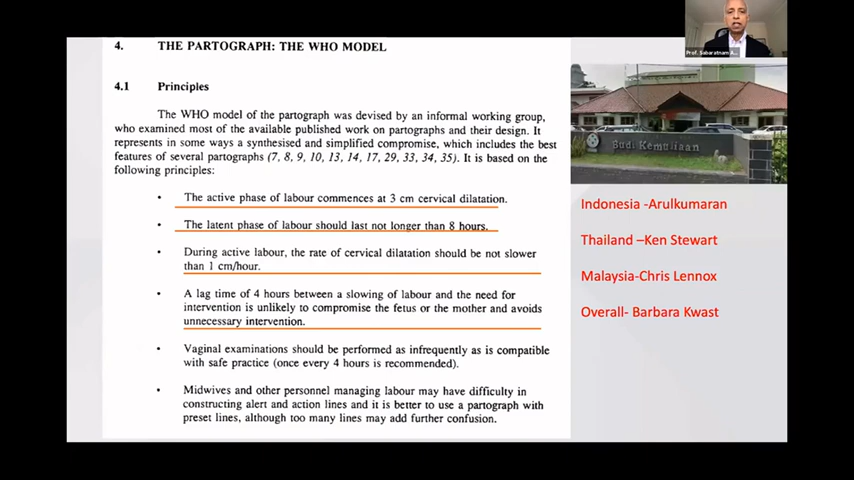 Prof. Sabaratnam A...
4. THE PARTOGRAPH: THE WHO MODEL
4.1 Principles
The WHO model of the partograph was devised by an informal working group,
who examined most of the available published work on partographs and their design. It
represents in some ways a synthesised and simplified compromise, which includes the best
features of several partographs (7, 8, 9, 10, 13, 14, 17, 29, 33, 34, 35). It is based on the
following principles:
• The active phase of labour commences at 3 cm cervical dilatation.
• The latent phase of labour should last not longer than 8 hours.
• During active labour, the rate of cervical dilatation should be not slower
than 1 cm/hour.
• A lag time of 4 hours between a slowing of labour and the need for
intervention is unlikely to compromise the fetus or the mother and avoids
unnecessary intervention.
• Vaginal examinations should be performed as infrequently as is compatible
with safe practice (once every 4 hours is recommended).
• Midwives and other personnel managing labour may have difficulty in
constructing alert and action lines and it is better to use a partograph with
preset lines, although too many lines may add further confusion.
Budi Kemuliaan
Indonesia -Arulkumaran
Thailand –Ken Stewart
Malaysia-Chris Lennox
Overall- Barbara Kwast